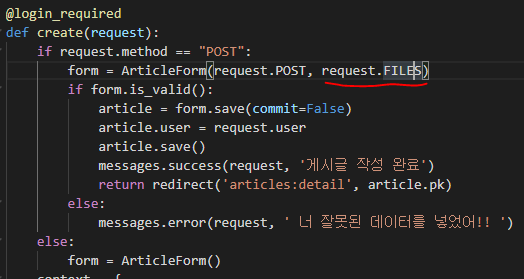 @login_required
def create(request):
    if request.method == "POST":
        form = ArticleForm(request.POST, request.FILES)
        if form.is_valid():
            article = form.save(commit=False)
            article.user = request.user
            article.save()
            messages.success(request, '게시글 작성 완료')
            return redirect('articles:detail', article.pk)
        else:
            messages.error(request, ' 너 잘못된 데이터를 넣었어!! ')
    else:
        form = ArticleForm()
    context = {